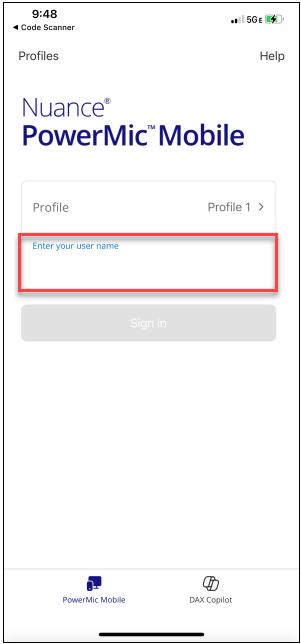 9:48
5G E
◀ Code Scanner
Profiles Help
Nuance®
PowerMic™ Mobile
Profile Profile 1 >
Enter your user name
Sign in
PowerMic Mobile DAX Copilot